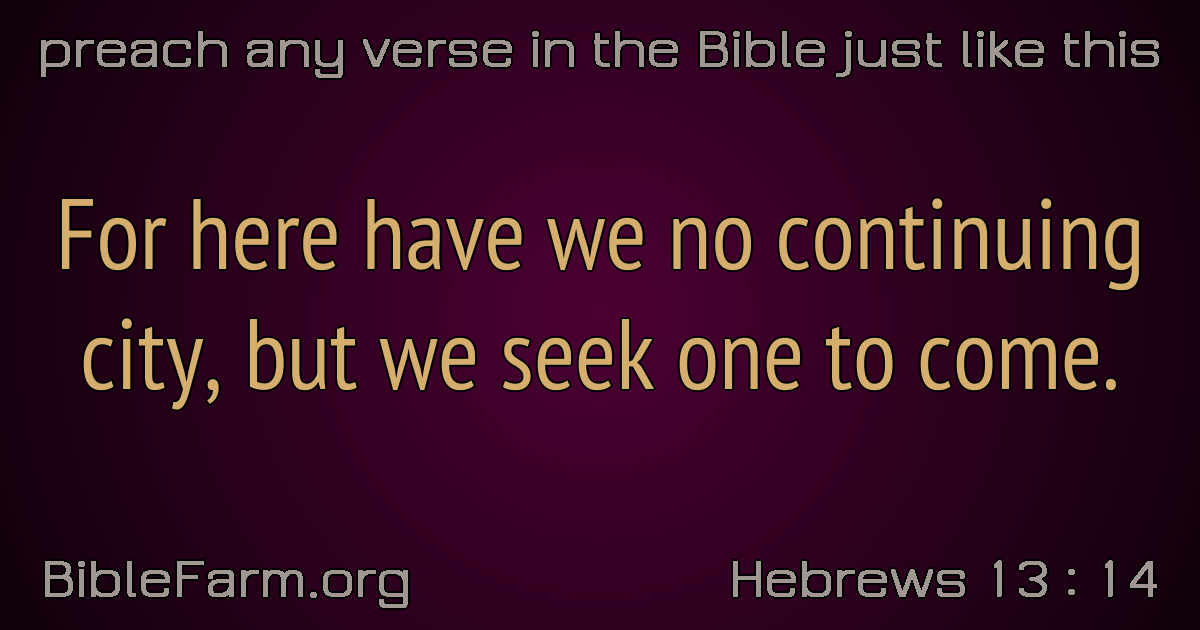 preach any verse in the Bible just like this
For here have we no continuing
city, but we seek one to come.
BibleFarm.org
Hebrews 13 : 14